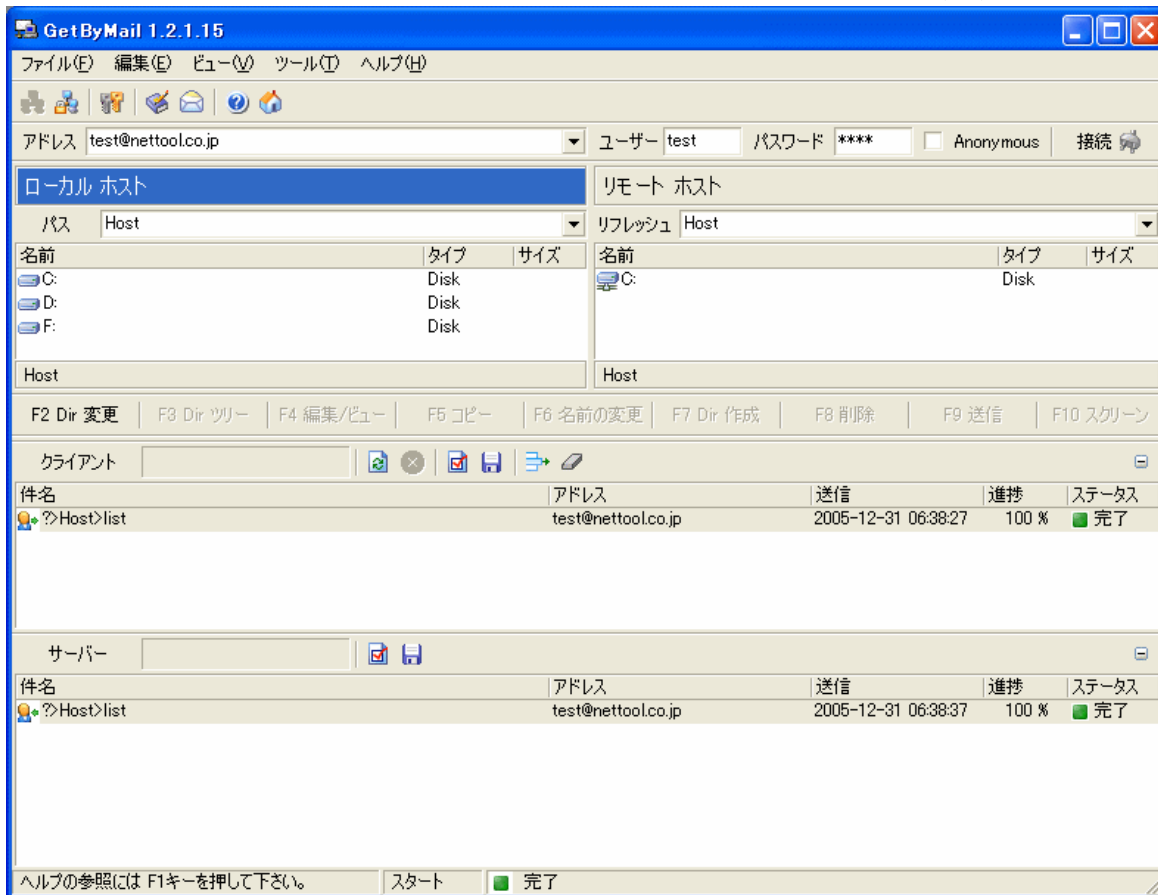 GetByMail 1.2.1.15
ファイル(F) 編集(E) ビュー(V) ツール(T) ヘルプ(H)
アドレス test@nettool.co.jp ユーザー test パスワード **** Anonymous 接続
ローカル ホスト リモート ホスト
パス Host リフレッシュ Host
名前 タイプ サイズ 名前 タイプ サイズ
C: Disk C: Disk
D: Disk
F: Disk
Host Host
F2 Dir 変更 F3 Dir ツリー F4 編集/ビュー F5 コピー F6 名前の変更 F7 Dir 作成 F8 削除 F9 送信 F10 スクリーン
クライアント
件名 アドレス 送信 進捗 ステータス
?>Host>list test@nettool.co.jp 2005-12-31 06:38:27 100 % 完了
サーバー
件名 アドレス 送信 進捗 ステータス
?>Host>list test@nettool.co.jp 2005-12-31 06:38:37 100 % 完了
ヘルプの参照には F1キーを押して下さい。 スタート 完了